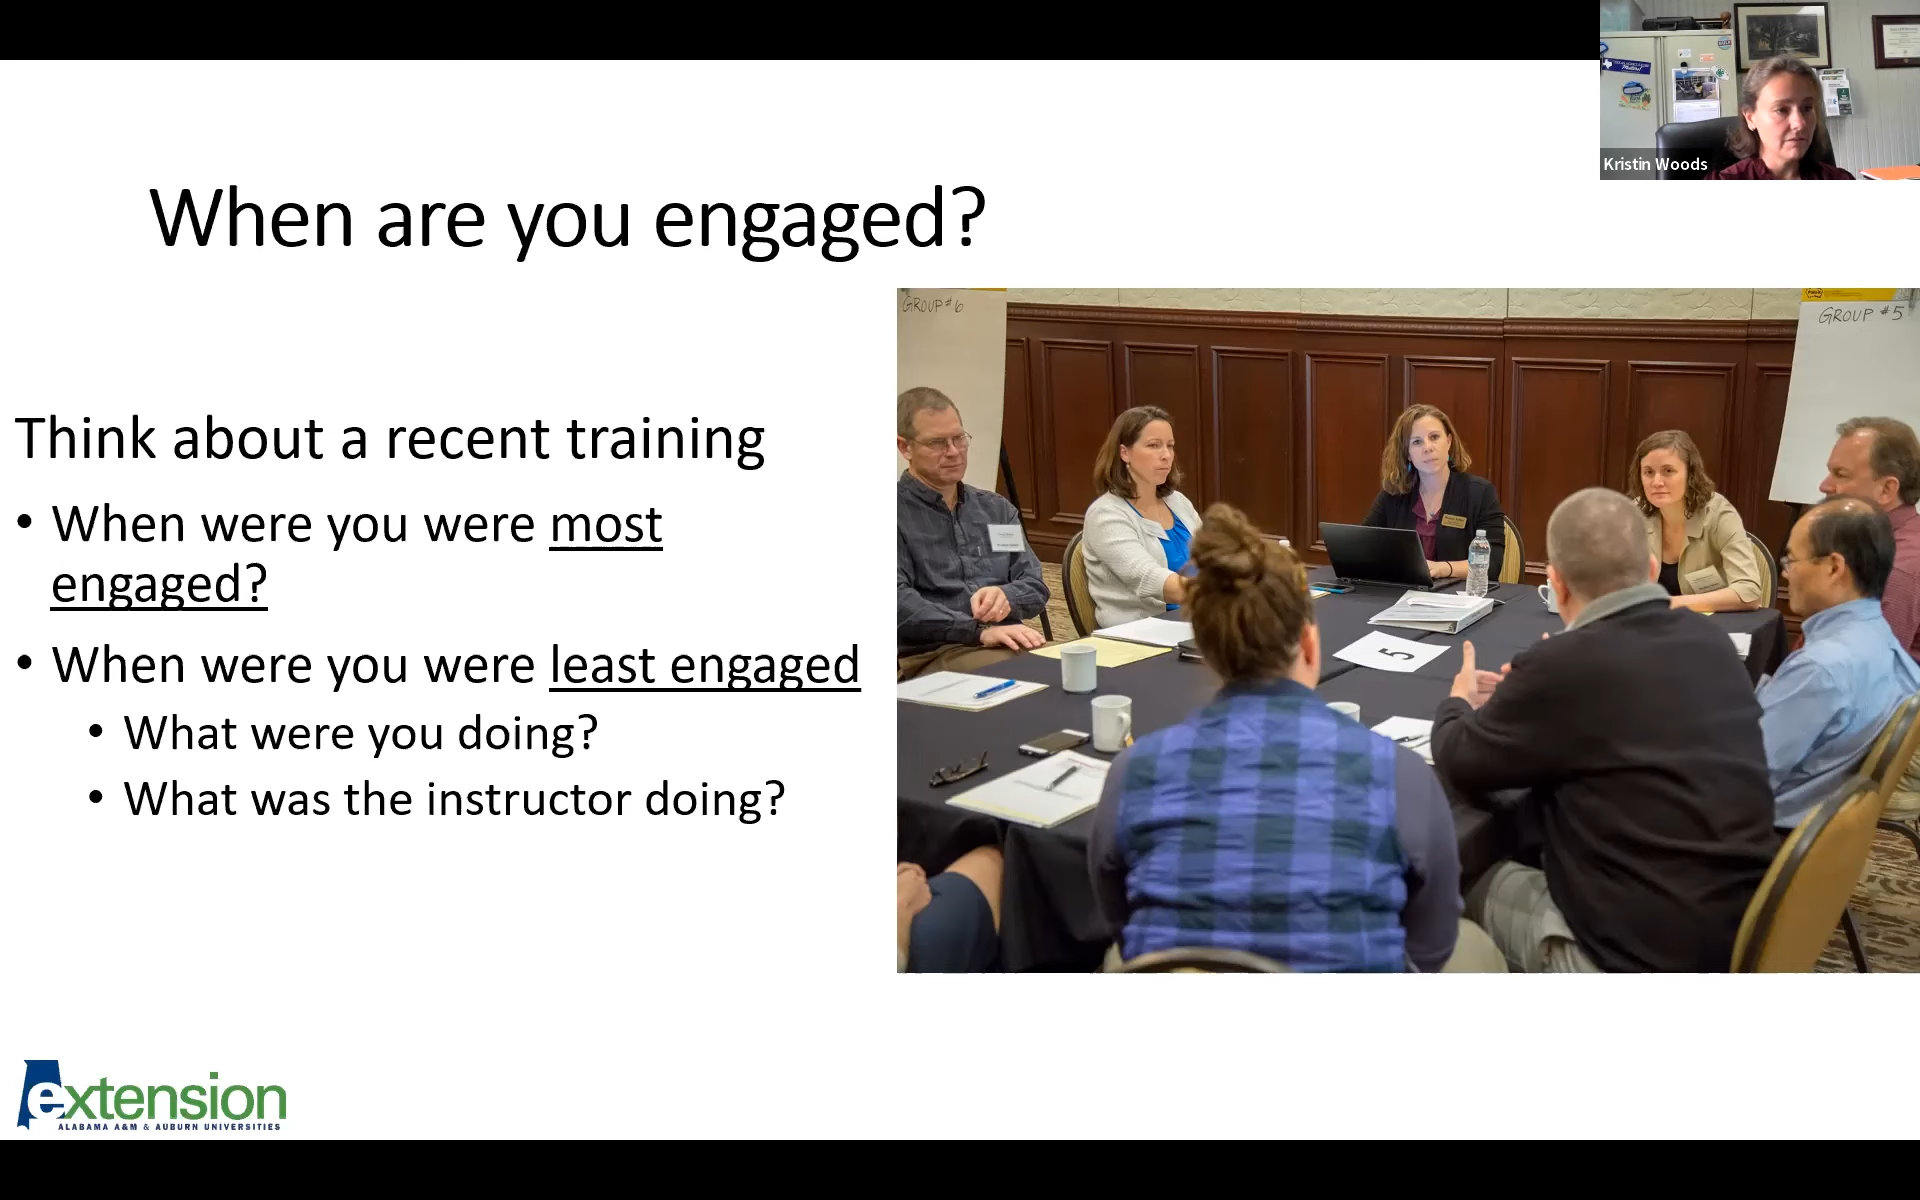 Kristin Woods
When are you engaged?
GROUP #6
GROUP #5
Think about a recent training
• When were you were most
engaged?
• When were you were least engaged
• What were you doing?
• What was the instructor doing?
5
extension
ALABAMA A&M & AUBURN UNIVERSITIES